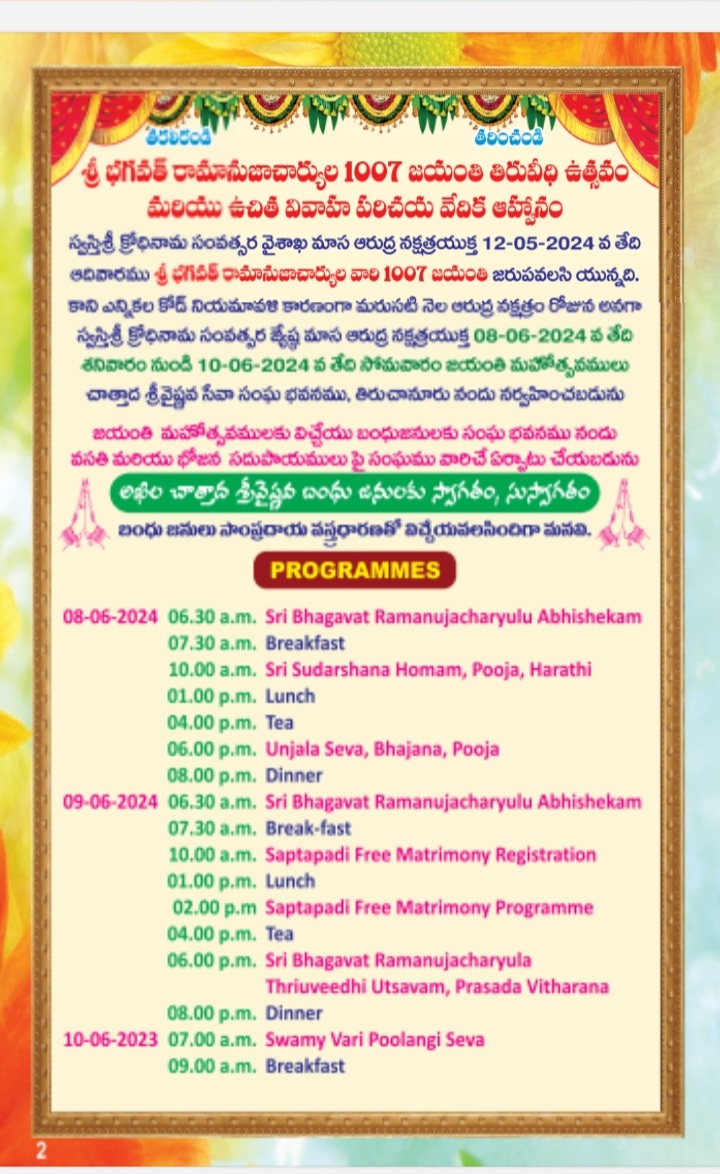 తరలిరండి తరించండి
శ్రీ భగవత్ రామానుజాచార్యుల 1007 జయంతి తిరువీధి ఉత్సవం
మరియు ఉచిత వివాహ పరిచయ వేదిక ఆహ్వానం
స్వస్తిశ్రీ క్రోధినామ సంవత్సర వైశాఖ మాస ఆరుద్ర నక్షత్రయుక్త 12-05-2024 వ తేది
ఆదివారము శ్రీ భగవత్ రామానుజాచార్యుల వారి 1007 జయంతి జరుపవలసి యున్నది.
కాని ఎన్నికల కోడ్ నియమావళి కారణంగా మరుసటి నెల ఆరుద్ర నక్షత్రం రోజున అనగా
స్వస్తిశ్రీ క్రోధినామ సంవత్సర జ్యేష్ఠ మాస ఆరుద్ర నక్షత్రయుక్త 08-06-2024 వ తేది
శనివారం నుండి 10-06-2024 వ తేది సోమవారం జయంతి మహోత్సవములు
చాత్తాద శ్రీవైష్ణవ సేవా సంఘ భవనము, తిరుచానూరు నందు నర్వహించబడును
జయంతి మహోత్సవములకు విచ్చేయు బంధుజనులకు సంఘ భవనము నందు
వసతి మరియు భోజన సదుపాయములు పై సంఘము వారిచే ఏర్పాటు చేయబడును
అఖిల చాత్తాద శ్రీవైష్ణవ బంధు జనులకు స్వాగతం, సుస్వాగతం
బంధు జనులు సాంప్రదాయ వస్త్రధారణతో విచ్చేయవలసిందిగా మనవి.
PROGRAMMES
08-06-2024 06.30 a.m. Sri Bhagavat Ramanujacharyulu Abhishekam
07.30 a.m. Breakfast
10.00 a.m. Sri Sudarshana Homam, Pooja, Harathi
01.00 p.m. Lunch
04.00 p.m. Tea
06.00 p.m. Unjala Seva, Bhajana, Pooja
08.00 p.m. Dinner
09-06-2024 06.30 a.m. Sri Bhagavat Ramanujacharyulu Abhishekam
07.30 a.m. Break-fast
10.00 a.m. Saptapadi Free Matrimony Registration
01.00 p.m. Lunch
02.00 p.m Saptapadi Free Matrimony Programme
04.00 p.m. Tea
06.00 p.m. Sri Bhagavat Ramanujacharyula
Thriuveedhi Utsavam, Prasada Vitharana
08.00 p.m. Dinner
10-06-2023 07.00 a.m. Swamy Vari Poolangi Seva
09.00 a.m. Breakfast
2